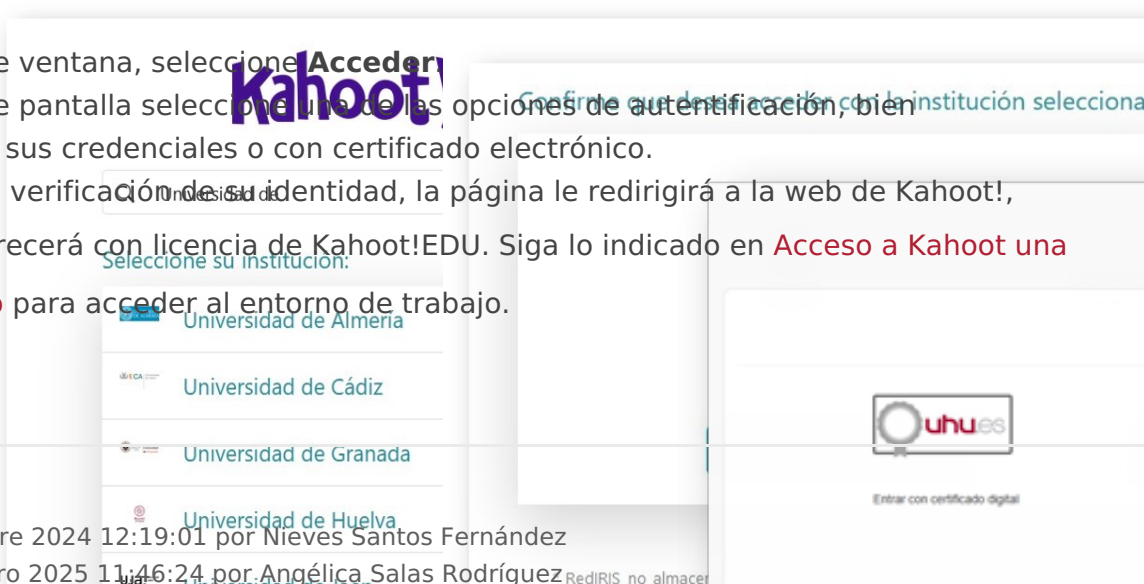 e ventana, seleccione Acceder.
e pantalla seleccione una de las opciones de autentificación, bien
sus credenciales o con certificado electrónico.
verificación de su identidad, la página le redirigirá a la web de Kahoot!,
recerá con licencia de Kahoot!EDU. Siga lo indicado en Acceso a Kahoot una
o para acceder al entorno de trabajo.
Kahoot!
Universidad de
Seleccione su institución:
Universidad de Almería
Universidad de Cádiz
Universidad de Granada
Universidad de Huelva
Confirme que desea acceder con la institución selecciona
uhu.es
Entrar con certificado digital
RedIRIS no almacen
re 2024 12:19:01 por Nieves Santos Fernández
ro 2025 11:46:24 por Angélica Salas Rodríguez